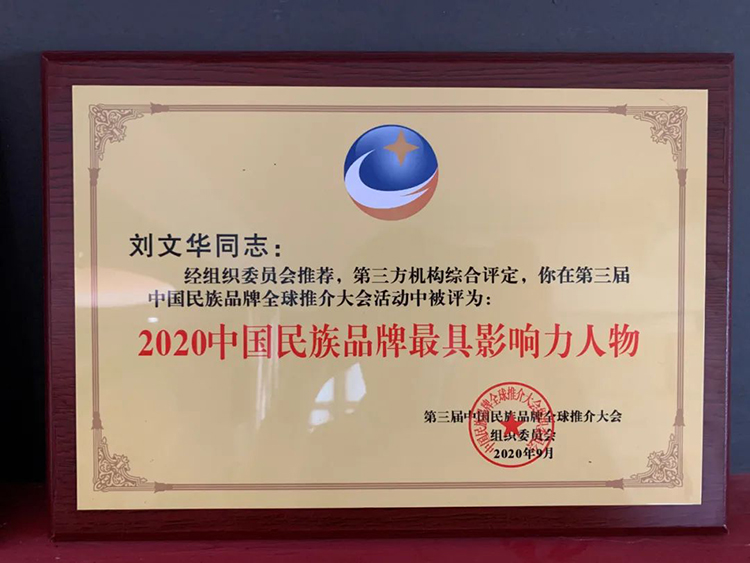 刘文华同志：
经组织委员会推荐，第三方机构综合评定，你在第三届
中国民族品牌全球推介大会活动中被评为：
2020中国民族品牌最具影响力人物
第三届中国民族品牌全球推介大会
组织委员会
2020年9月